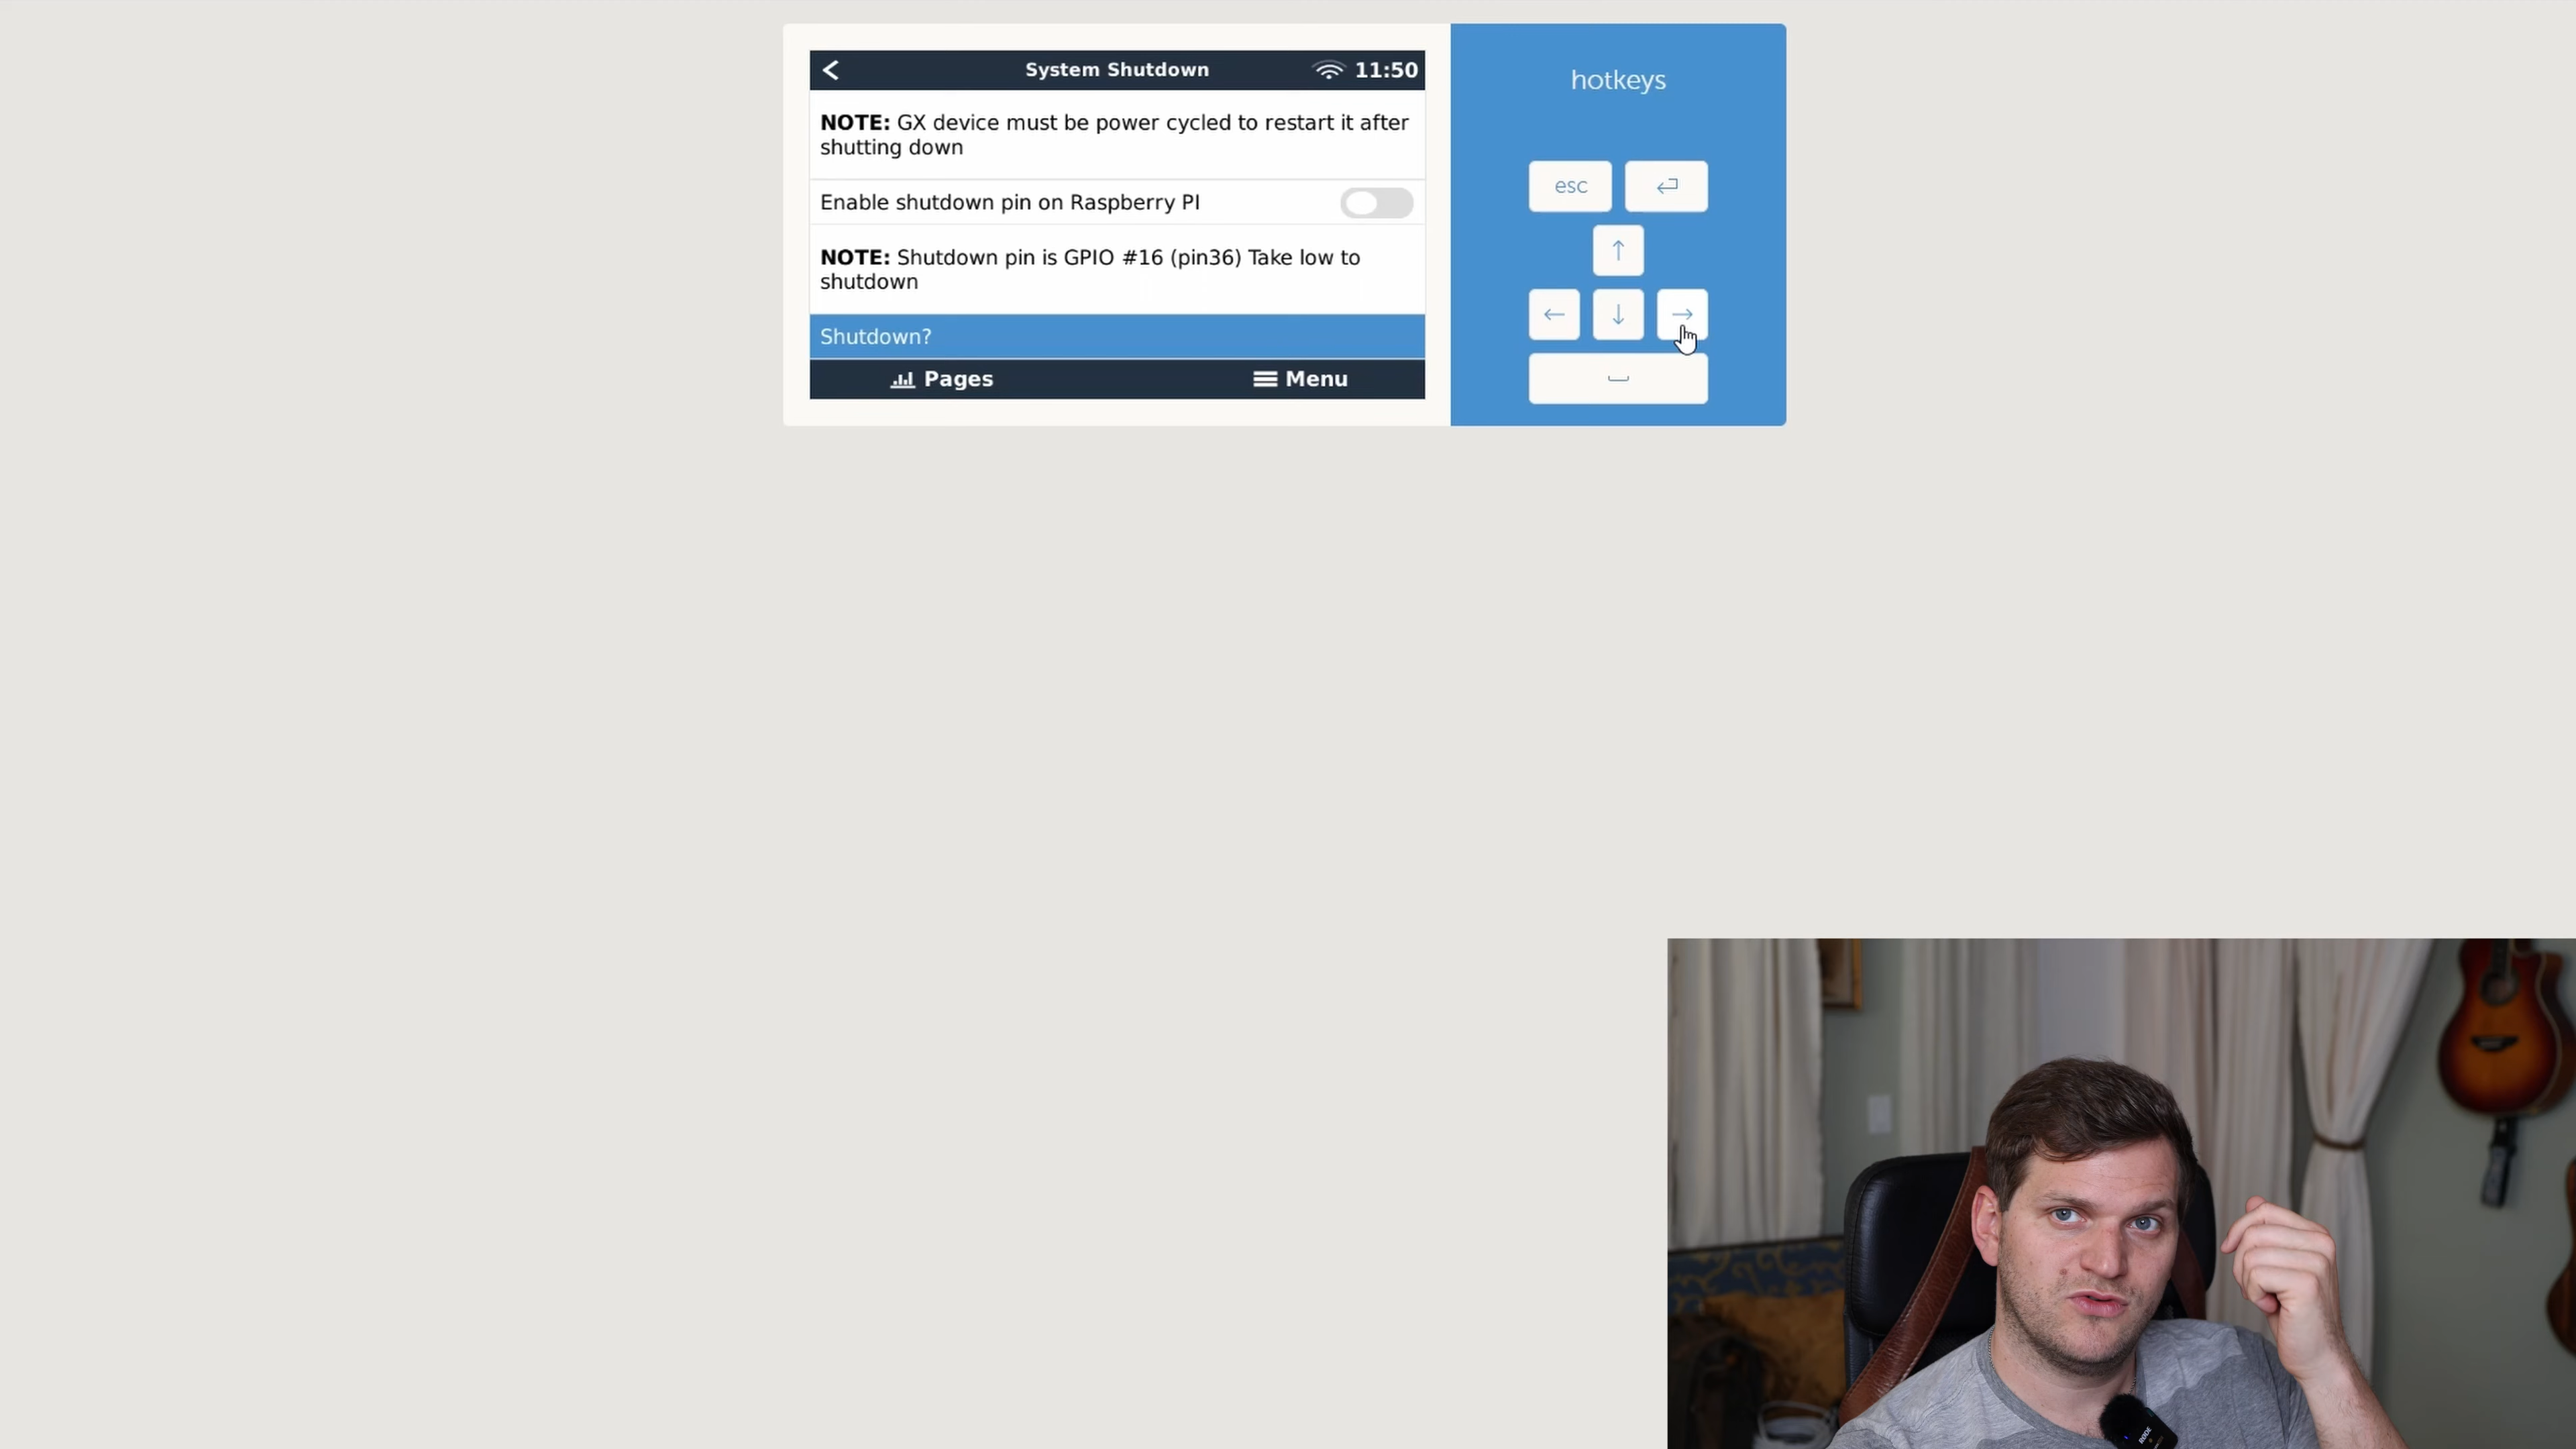 System Shutdown
11:50
NOTE: GX device must be power cycled to restart it after
shutting down
Enable shutdown pin on Raspberry PI
NOTE: Shutdown pin is GPIO #16 (pin36) Take low to
shutdown
Shutdown?
Pages
Menu
hotkeys
esc
RODE